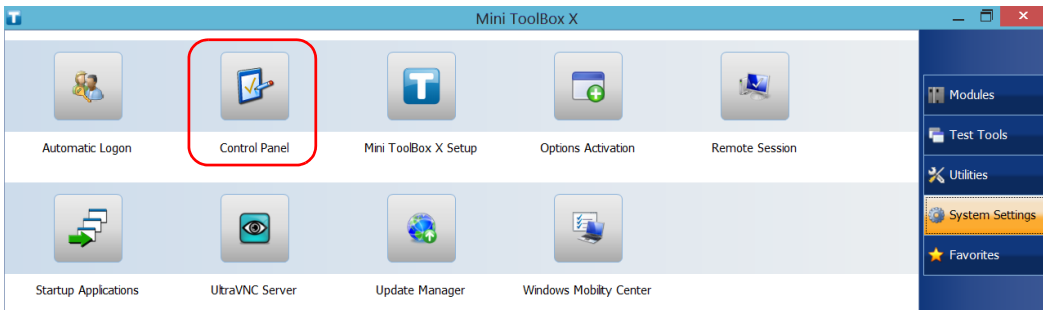 Mini ToolBox X
Automatic Logon
Control Panel
Mini ToolBox X Setup
Options Activation
Remote Session
Startup Applications
UltraVNC Server
Update Manager
Windows Mobility Center
Modules
Test Tools
Utilities
System Settings
Favorites